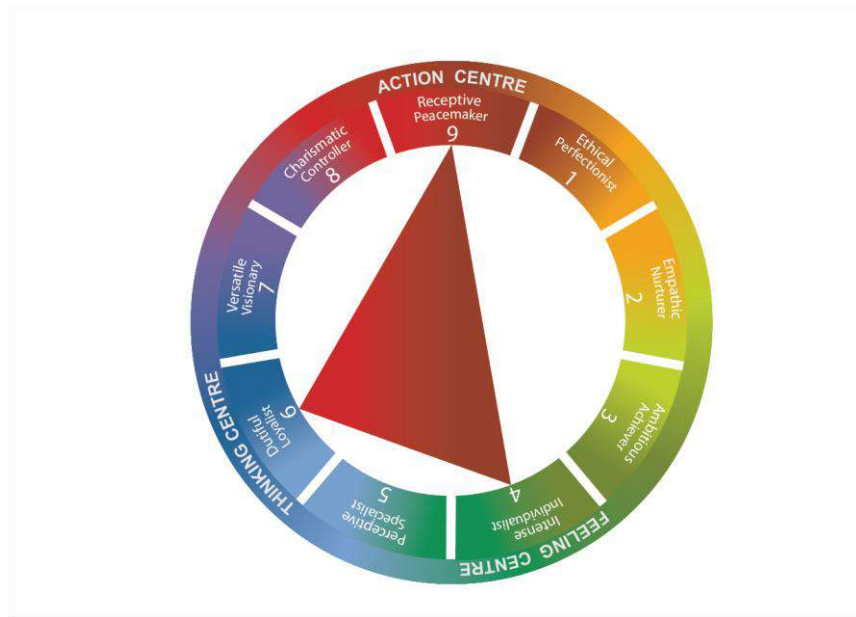 ACTION CENTRE
Receptive
Peacemaker
9
Ethical
Perfectionist
1
Empathic
Nurturer
2
Ambitious
Achiever
3
FEELING CENTRE
Intense
Individualist
4
Perceptive
Specialist
5
THINKING CENTRE
Dutiful
Loyalist
6
Versatile
Visionary
7
Charismatic
Controller
8